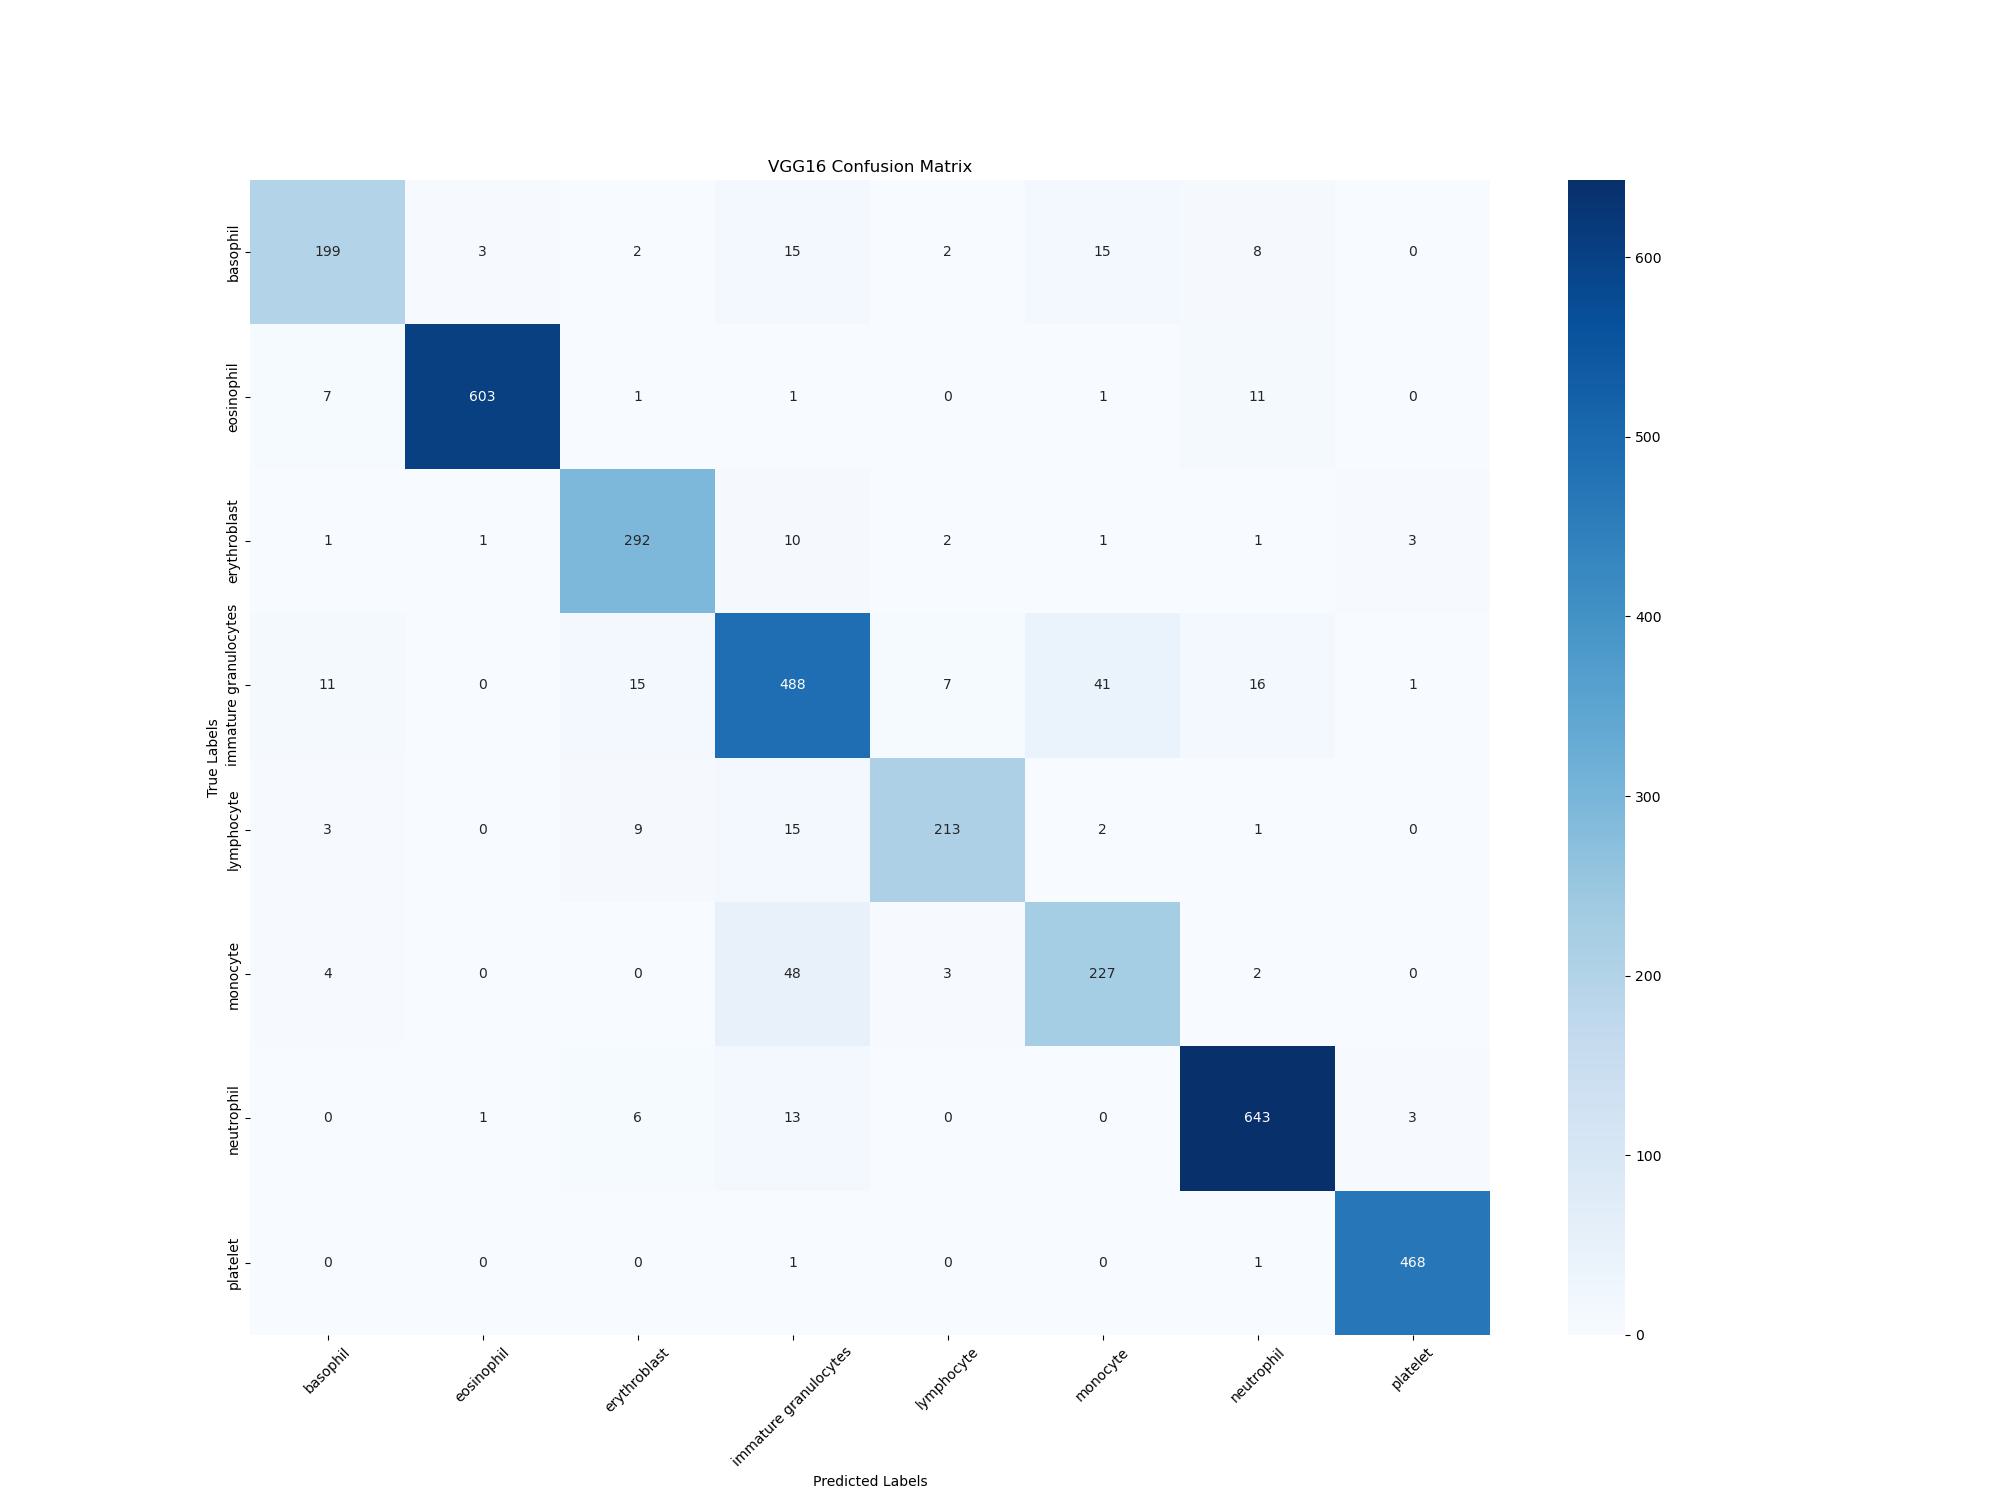 VGG16 Confusion Matrix
basophil 199 3 2 15 2 15 8 0
eosinophil 7 603 1 1 0 1 11 0
erythroblast 1 1 292 10 2 1 1 3
immature granulocytes 11 0 15 488 7 41 16 1
lymphocyte 3 0 9 15 213 2 1 0
monocyte 4 0 0 48 3 227 2 0
neutrophil 0 1 6 13 0 0 643 3
platelet 0 0 0 1 0 0 1 468
True Labels
basophil eosinophil erythroblast immature granulocytes lymphocyte monocyte neutrophil platelet
Predicted Labels
600
500
400
300
200
100
0